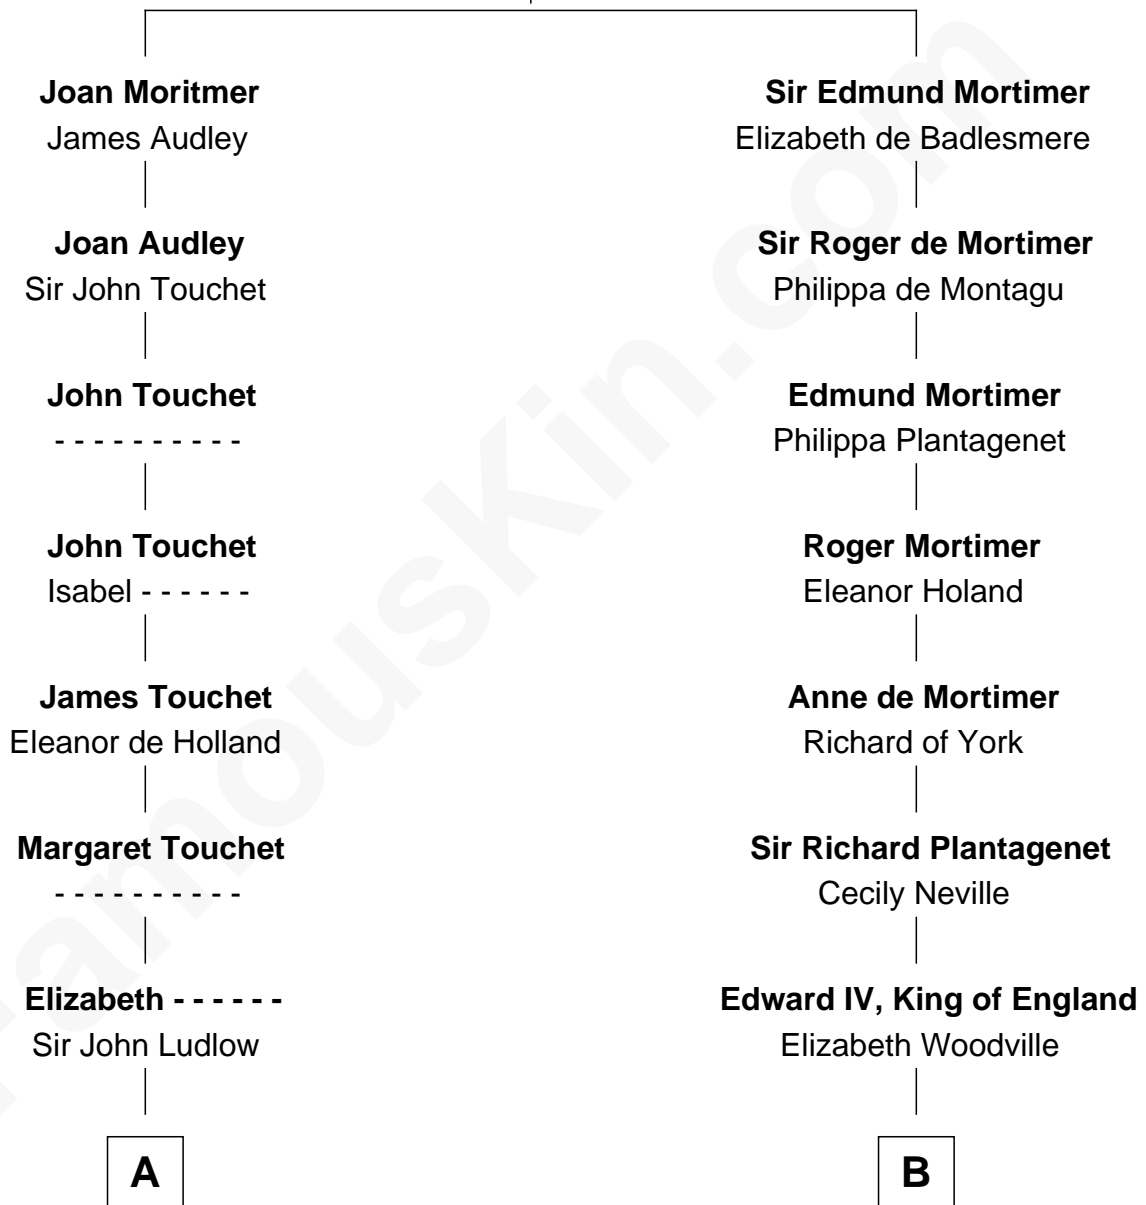 Joan Moritmer
James Audley
Joan Audley
Sir John Touchet
John Touchet
- - - - - - - - - -
John Touchet
Isabel - - - - - -
James Touchet
Eleanor de Holland
Margaret Touchet
- - - - - - - - - -
Elizabeth - - - - - -
Sir John Ludlow
A
Sir Edmund Mortimer
Elizabeth de Badlesmere
Sir Roger de Mortimer
Philippa de Montagu
Edmund Mortimer
Philippa Plantagenet
Roger Mortimer
Eleanor Holand
Anne de Mortimer
Richard of York
Sir Richard Plantagenet
Cecily Neville
Edward IV, King of England
Elizabeth Woodville
B
FamousKin.com